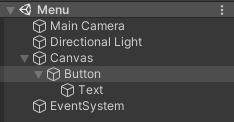 Menu
Main Camera
Directional Light
Canvas
Button
Text
EventSystem